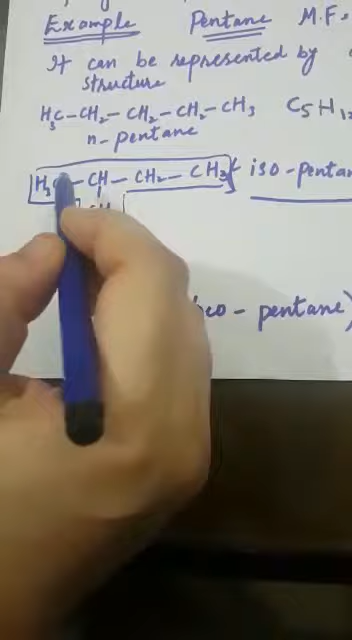 Example Pentane M.F.=
It can be represented by
structure
H₃C-CH₂-CH₂-CH₂-CH₃ C₅H₁₂
n-pentane
CH-CH₂-CH₃ iso-pentan
pentane)